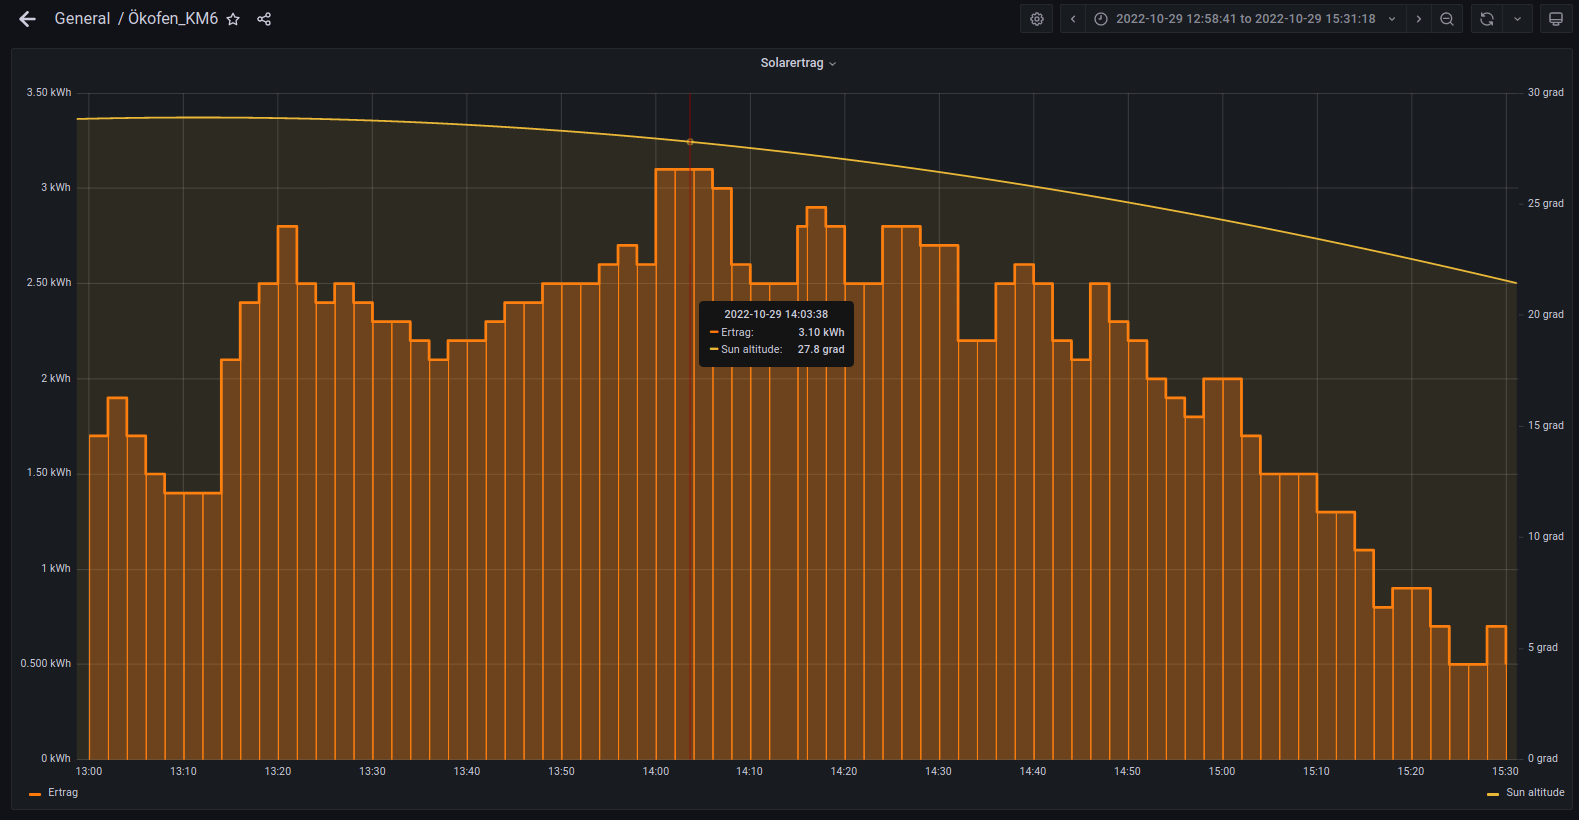 General / Ökofen_KM6
2022-10-29 12:58:41 to 2022-10-29 15:31:18
Solarertrag
3.50 kWh
3 kWh
2.50 kWh
2 kWh
1.50 kWh
1 kWh
0.500 kWh
0 kWh
30 grad
25 grad
20 grad
15 grad
10 grad
5 grad
0 grad
2022-10-29 14:03:38
Ertrag: 3.10 kWh
Sun altitude: 27.8 grad
13:00 13:10 13:20 13:30 13:40 13:50 14:00 14:10 14:20 14:30 14:40 14:50 15:00 15:10 15:20 15:30
Ertrag
Sun altitude